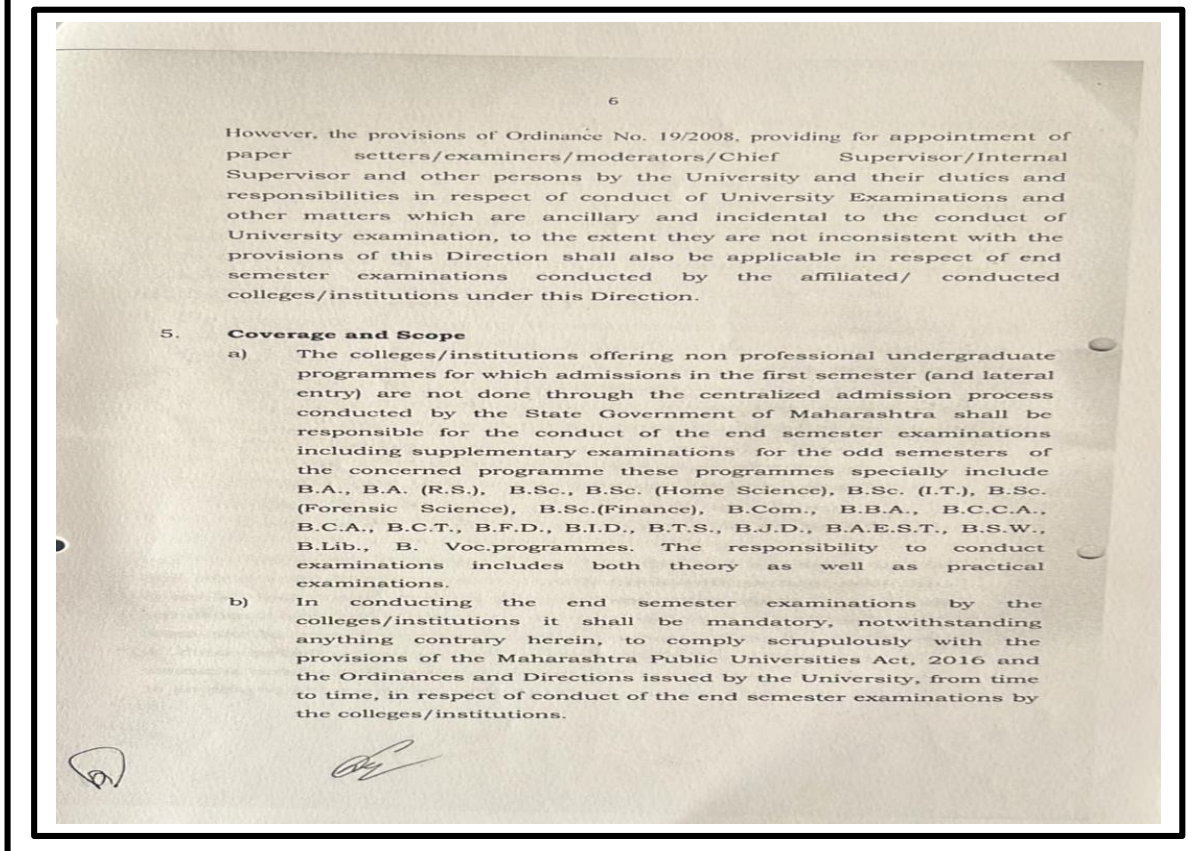 6
However, the provisions of Ordinance No. 19/2008, providing for appointment of
paper setters/examiners/moderators/Chief Supervisor/Internal
Supervisor and other persons by the University and their duties and
responsibilities in respect of conduct of University Examinations and
other matters which are ancillary and incidental to the conduct of
University examination, to the extent they are not inconsistent with the
provisions of this Direction shall also be applicable in respect of end
semester examinations conducted by the affiliated/ conducted
colleges/institutions under this Direction.
5. Coverage and Scope
a) The colleges/institutions offering non professional undergraduate
programmes for which admissions in the first semester (and lateral
entry) are not done through the centralized admission process
conducted by the State Government of Maharashtra shall be
responsible for the conduct of the end semester examinations
including supplementary examinations for the odd semesters of
the concerned programme these programmes specially include
B.A., B.A. (R.S.), B.Sc., B.Sc. (Home Science), B.Sc. (I.T.), B.Sc.
(Forensic Science), B.Sc.(Finance), B.Com., B.B.A., B.C.C.A.,
B.C.A., B.C.T., B.F.D., B.I.D., B.T.S., B.J.D., B.A.E.S.T., B.S.W.,
B.Lib., B. Voc.programmes. The responsibility to conduct
examinations includes both theory as well as practical
examinations.
b) In conducting the end semester examinations by the
colleges/institutions it shall be mandatory, notwithstanding
anything contrary herein, to comply scrupulously with the
provisions of the Maharashtra Public Universities Act, 2016 and
the Ordinances and Directions issued by the University, from time
to time, in respect of conduct of the end semester examinations by
the colleges/institutions.